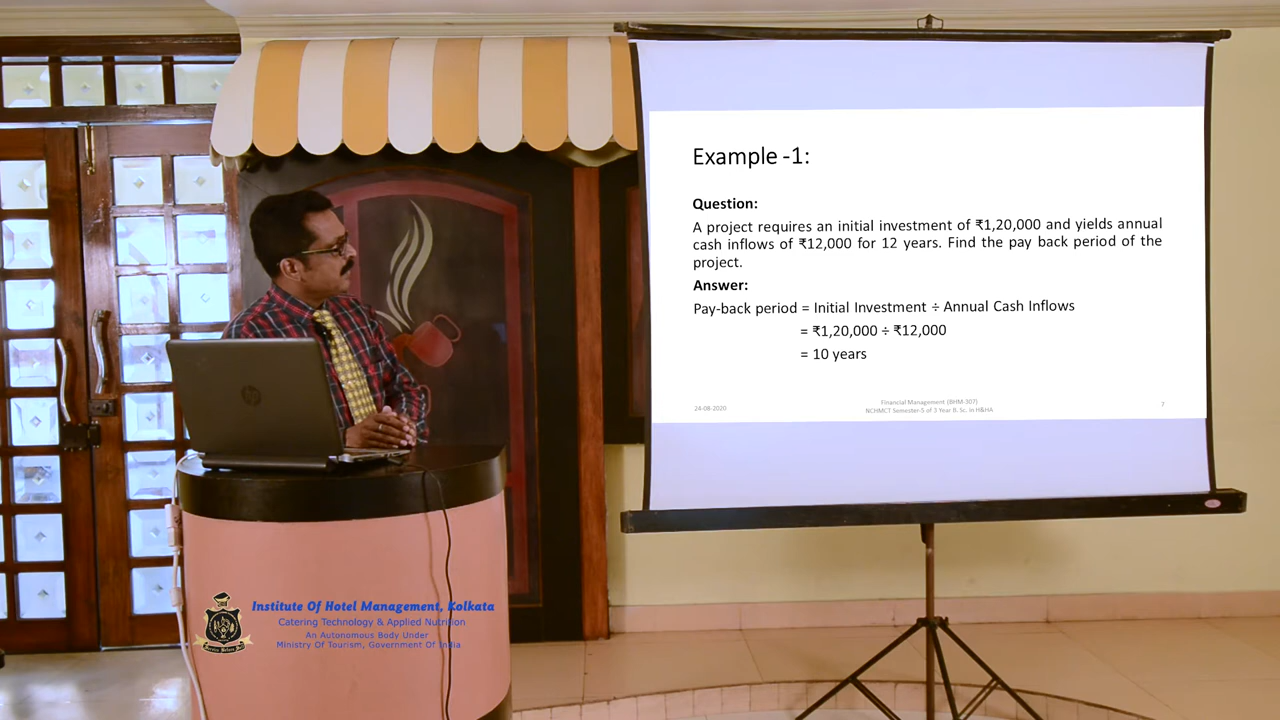 Example -1:
Question:
A project requires an initial investment of ₹1,20,000 and yields annual
cash inflows of ₹12,000 for 12 years. Find the pay back period of the
project.
Answer:
Pay-back period = Initial Investment ÷ Annual Cash Inflows
= ₹1,20,000 ÷ ₹12,000
= 10 years
24-08-2020
Financial Management (BHM-307)
NCHMCT Semester-5 of 3 Year B. Sc. in H&HA
7
Institute Of Hotel Management, Kolkata
Catering Technology & Applied Nutrition
An Autonomous Body Under
Ministry Of Tourism, Government Of India